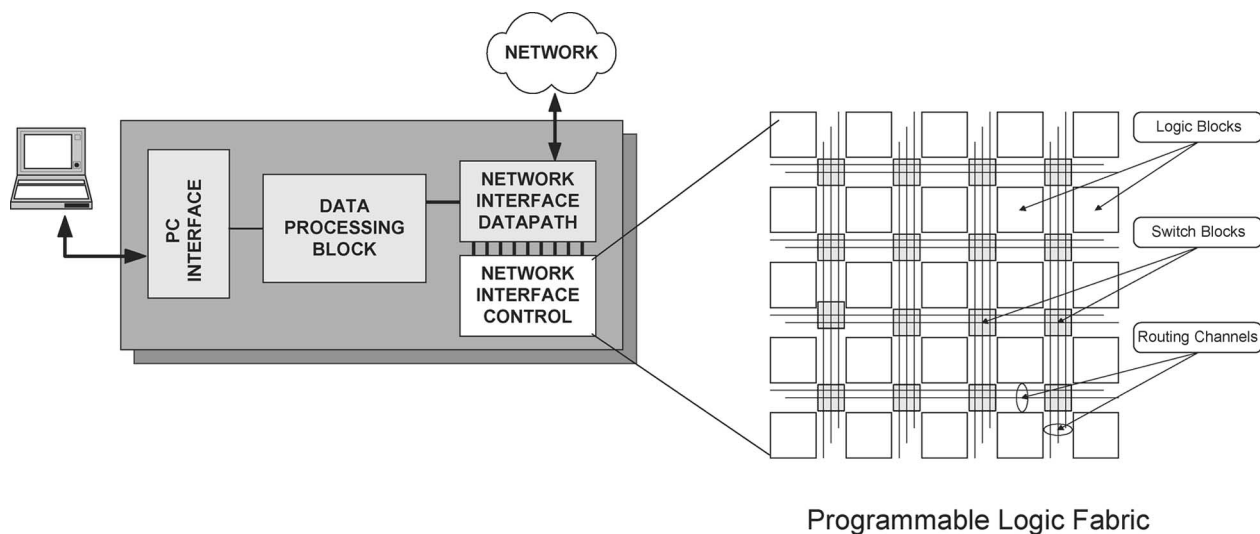 NETWORK
PC
INTERFACE
DATA
PROCESSING
BLOCK
NETWORK
INTERFACE
DATAPATH
NETWORK
INTERFACE
CONTROL
Logic Blocks
Switch Blocks
Routing Channels
Programmable Logic Fabric